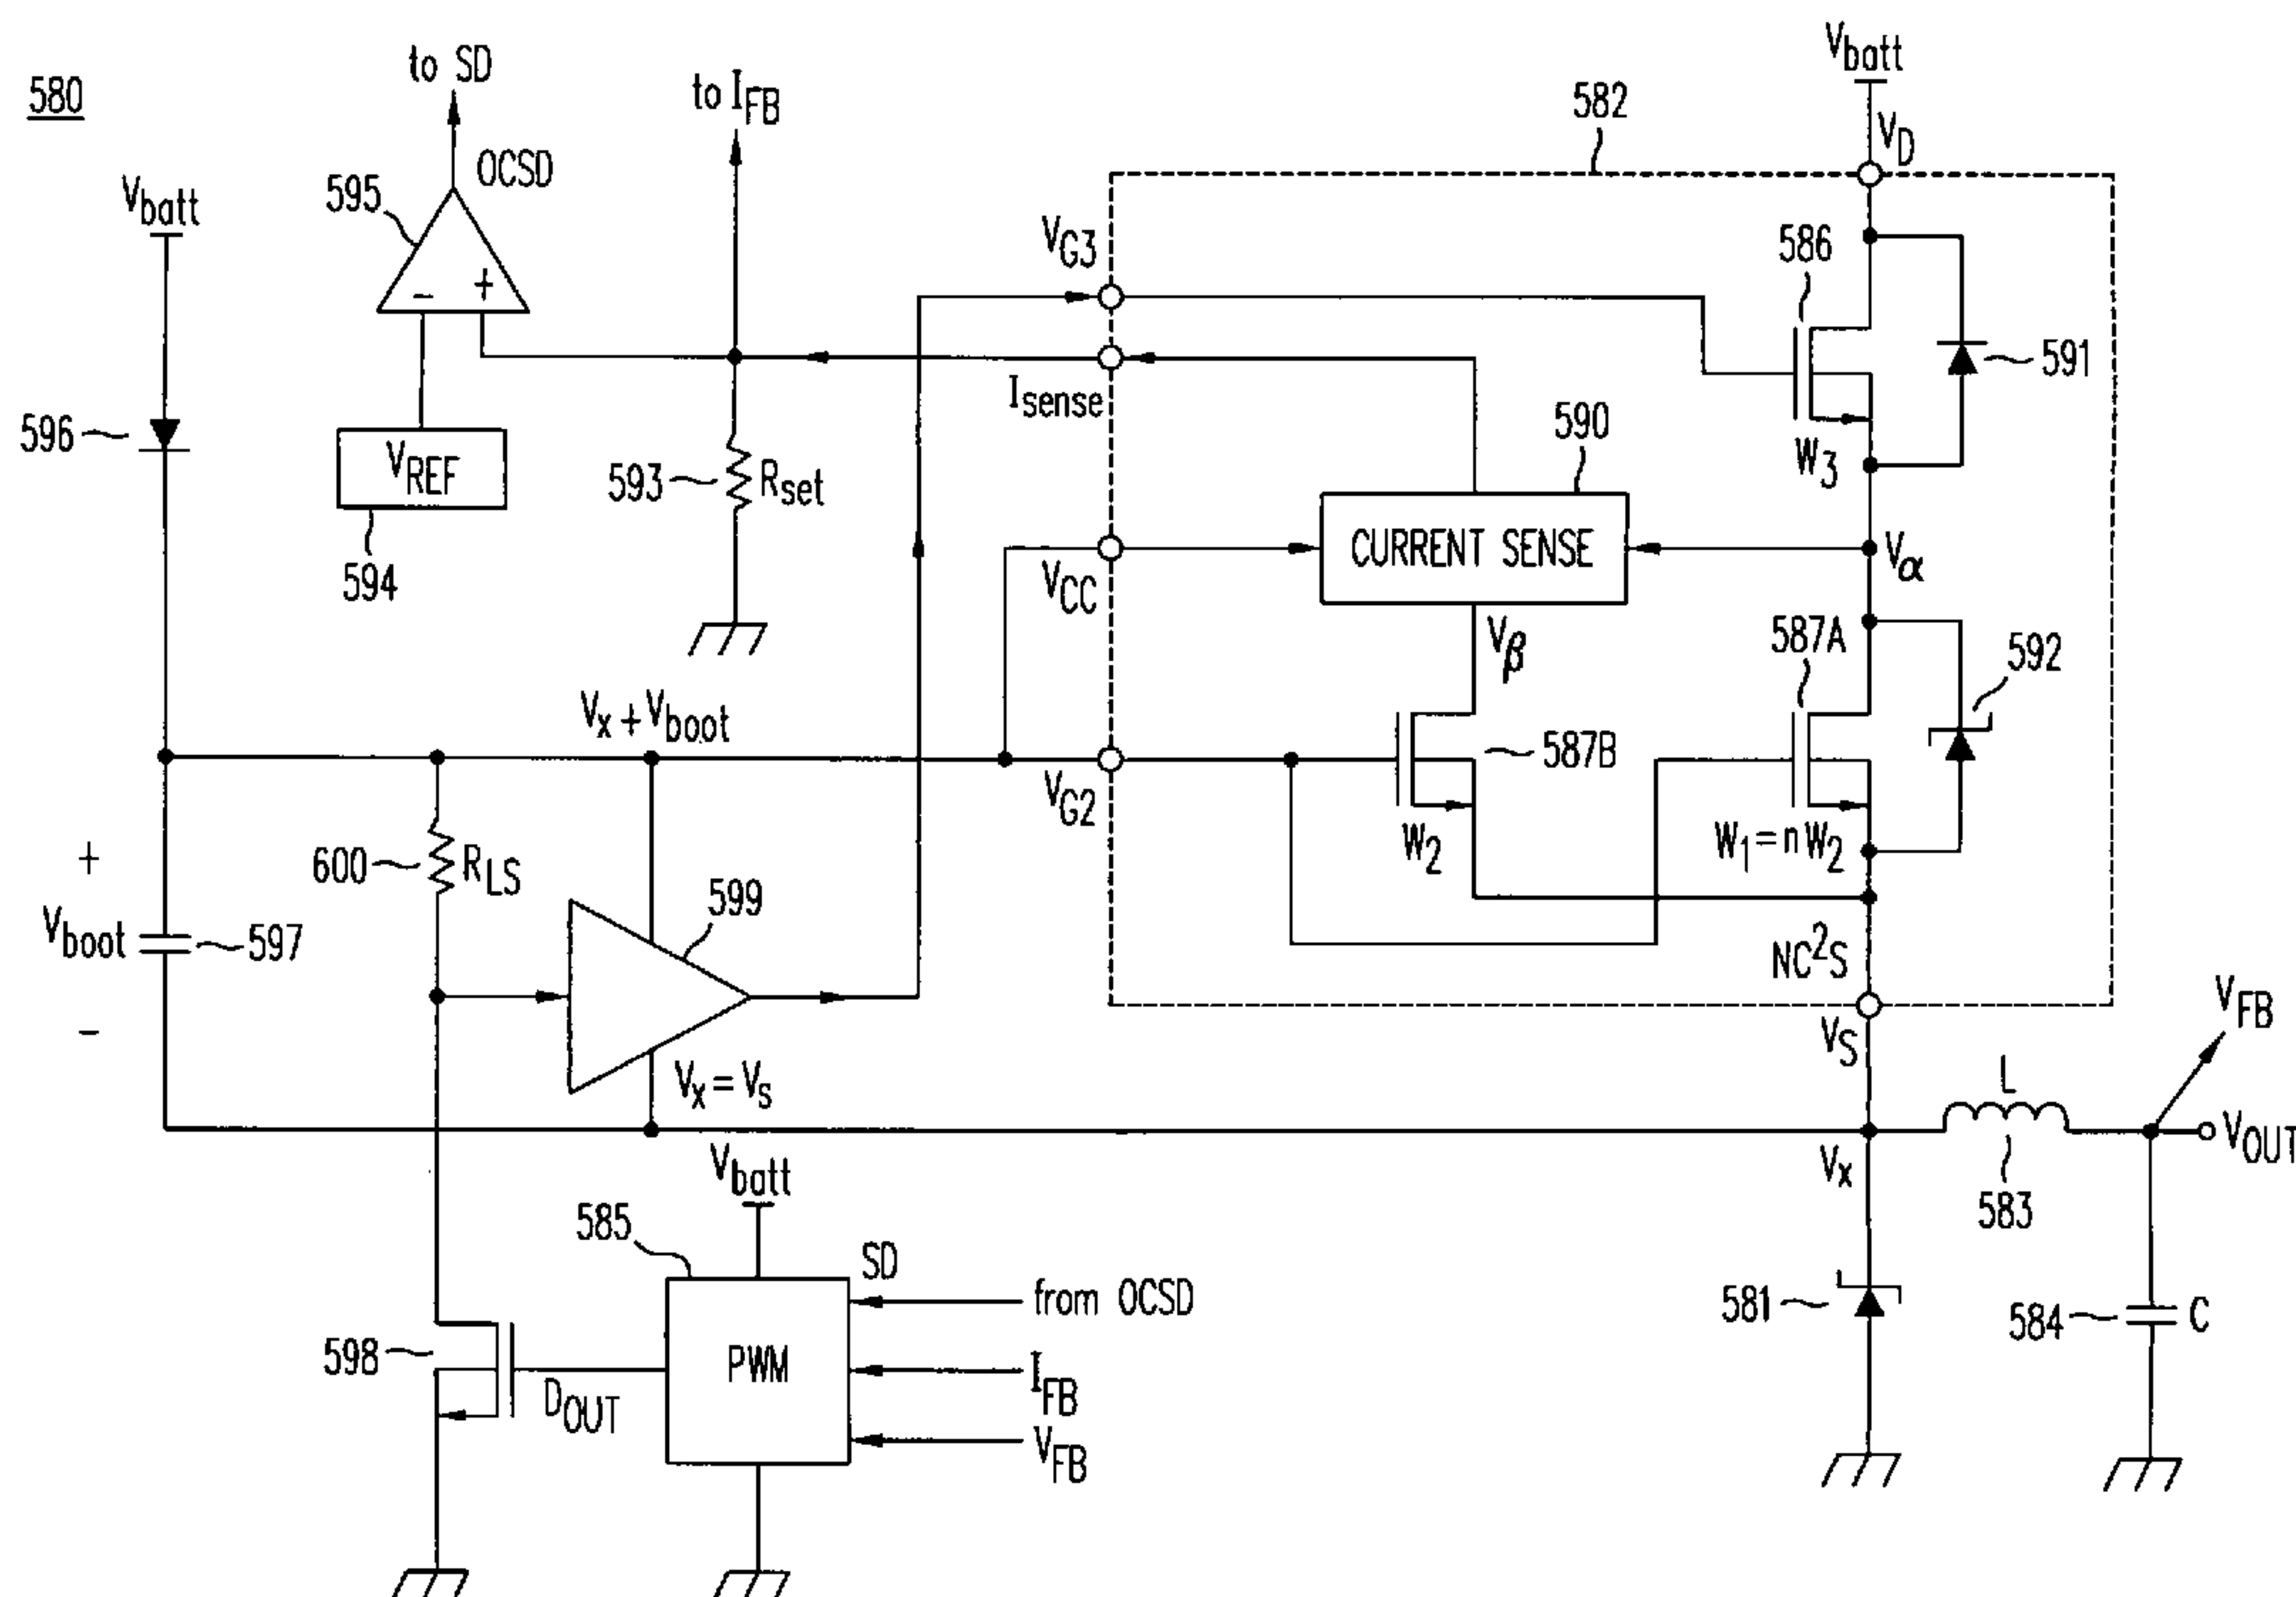 580
to SD
to I_FB
V_batt
582
V_D
595
OCSD
V_batt
V_G3
586
591
596
I_sense
590
W_3
593
R_set
V_REF
594
V_CC
CURRENT SENSE
V_α
V_β
587A
592
V_x + V_boot
587B
V_G2
W_2
W_1 = n W_2
600
R_LS
599
+
V_boot
597
−
NC²S
V_S
V_FB
V_x = V_s
L
V_OUT
V_x
583
V_batt
585
SD
from OCSD
581
584
C
598
D_OUT
PWM
I_FB
V_FB
− +